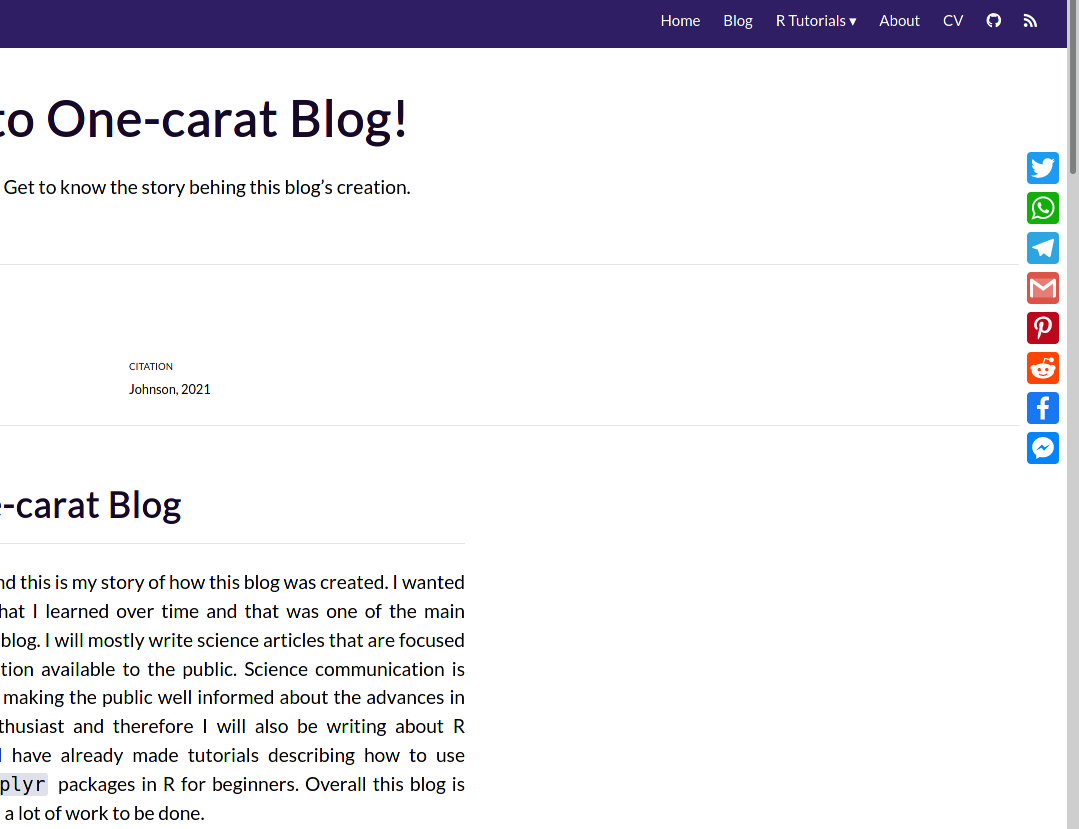 Home Blog R Tutorials ▾ About CV
to One-carat Blog!
Get to know the story behing this blog's creation.
CITATION
Johnson, 2021
-carat Blog
this is my story of how this blog was created. I wanted
that I learned over time and that was one of the main
blog. I will mostly write science articles that are focused
available to the public. Science communication is
making the public well informed about the advances in
and therefore I will also be writing about R
I have already made tutorials describing how to use
plyr packages in R for beginners. Overall this blog is
a lot of work to be done.